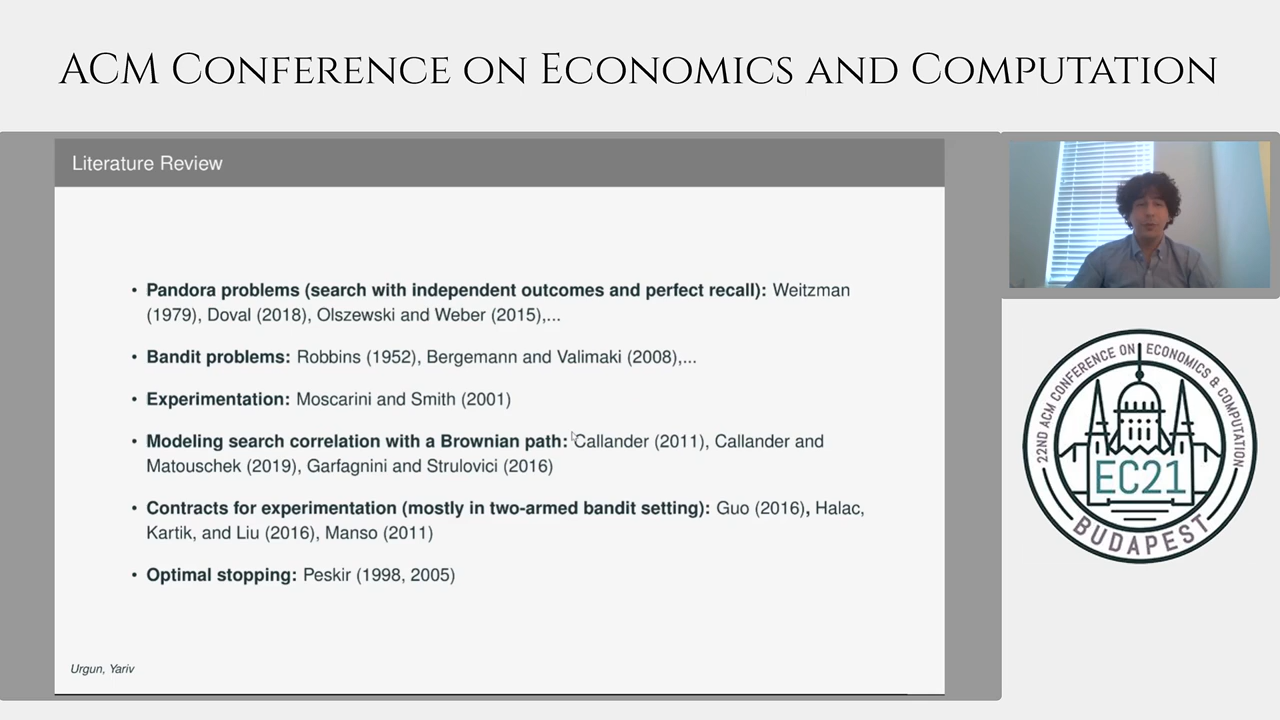 ACM Conference on Economics and Computation
Literature Review
• Pandora problems (search with independent outcomes and perfect recall): Weitzman
(1979), Doval (2018), Olszewski and Weber (2015),...
• Bandit problems: Robbins (1952), Bergemann and Valimaki (2008),...
• Experimentation: Moscarini and Smith (2001)
• Modeling search correlation with a Brownian path: Callander (2011), Callander and
Matouschek (2019), Garfagnini and Strulovici (2016)
• Contracts for experimentation (mostly in two-armed bandit setting): Guo (2016), Halac,
Kartik, and Liu (2016), Manso (2011)
• Optimal stopping: Peskir (1998, 2005)
Urgun, Yariv
22ND ACM CONFERENCE ON ECONOMICS & COMPUTATION
EC21
BUDAPEST